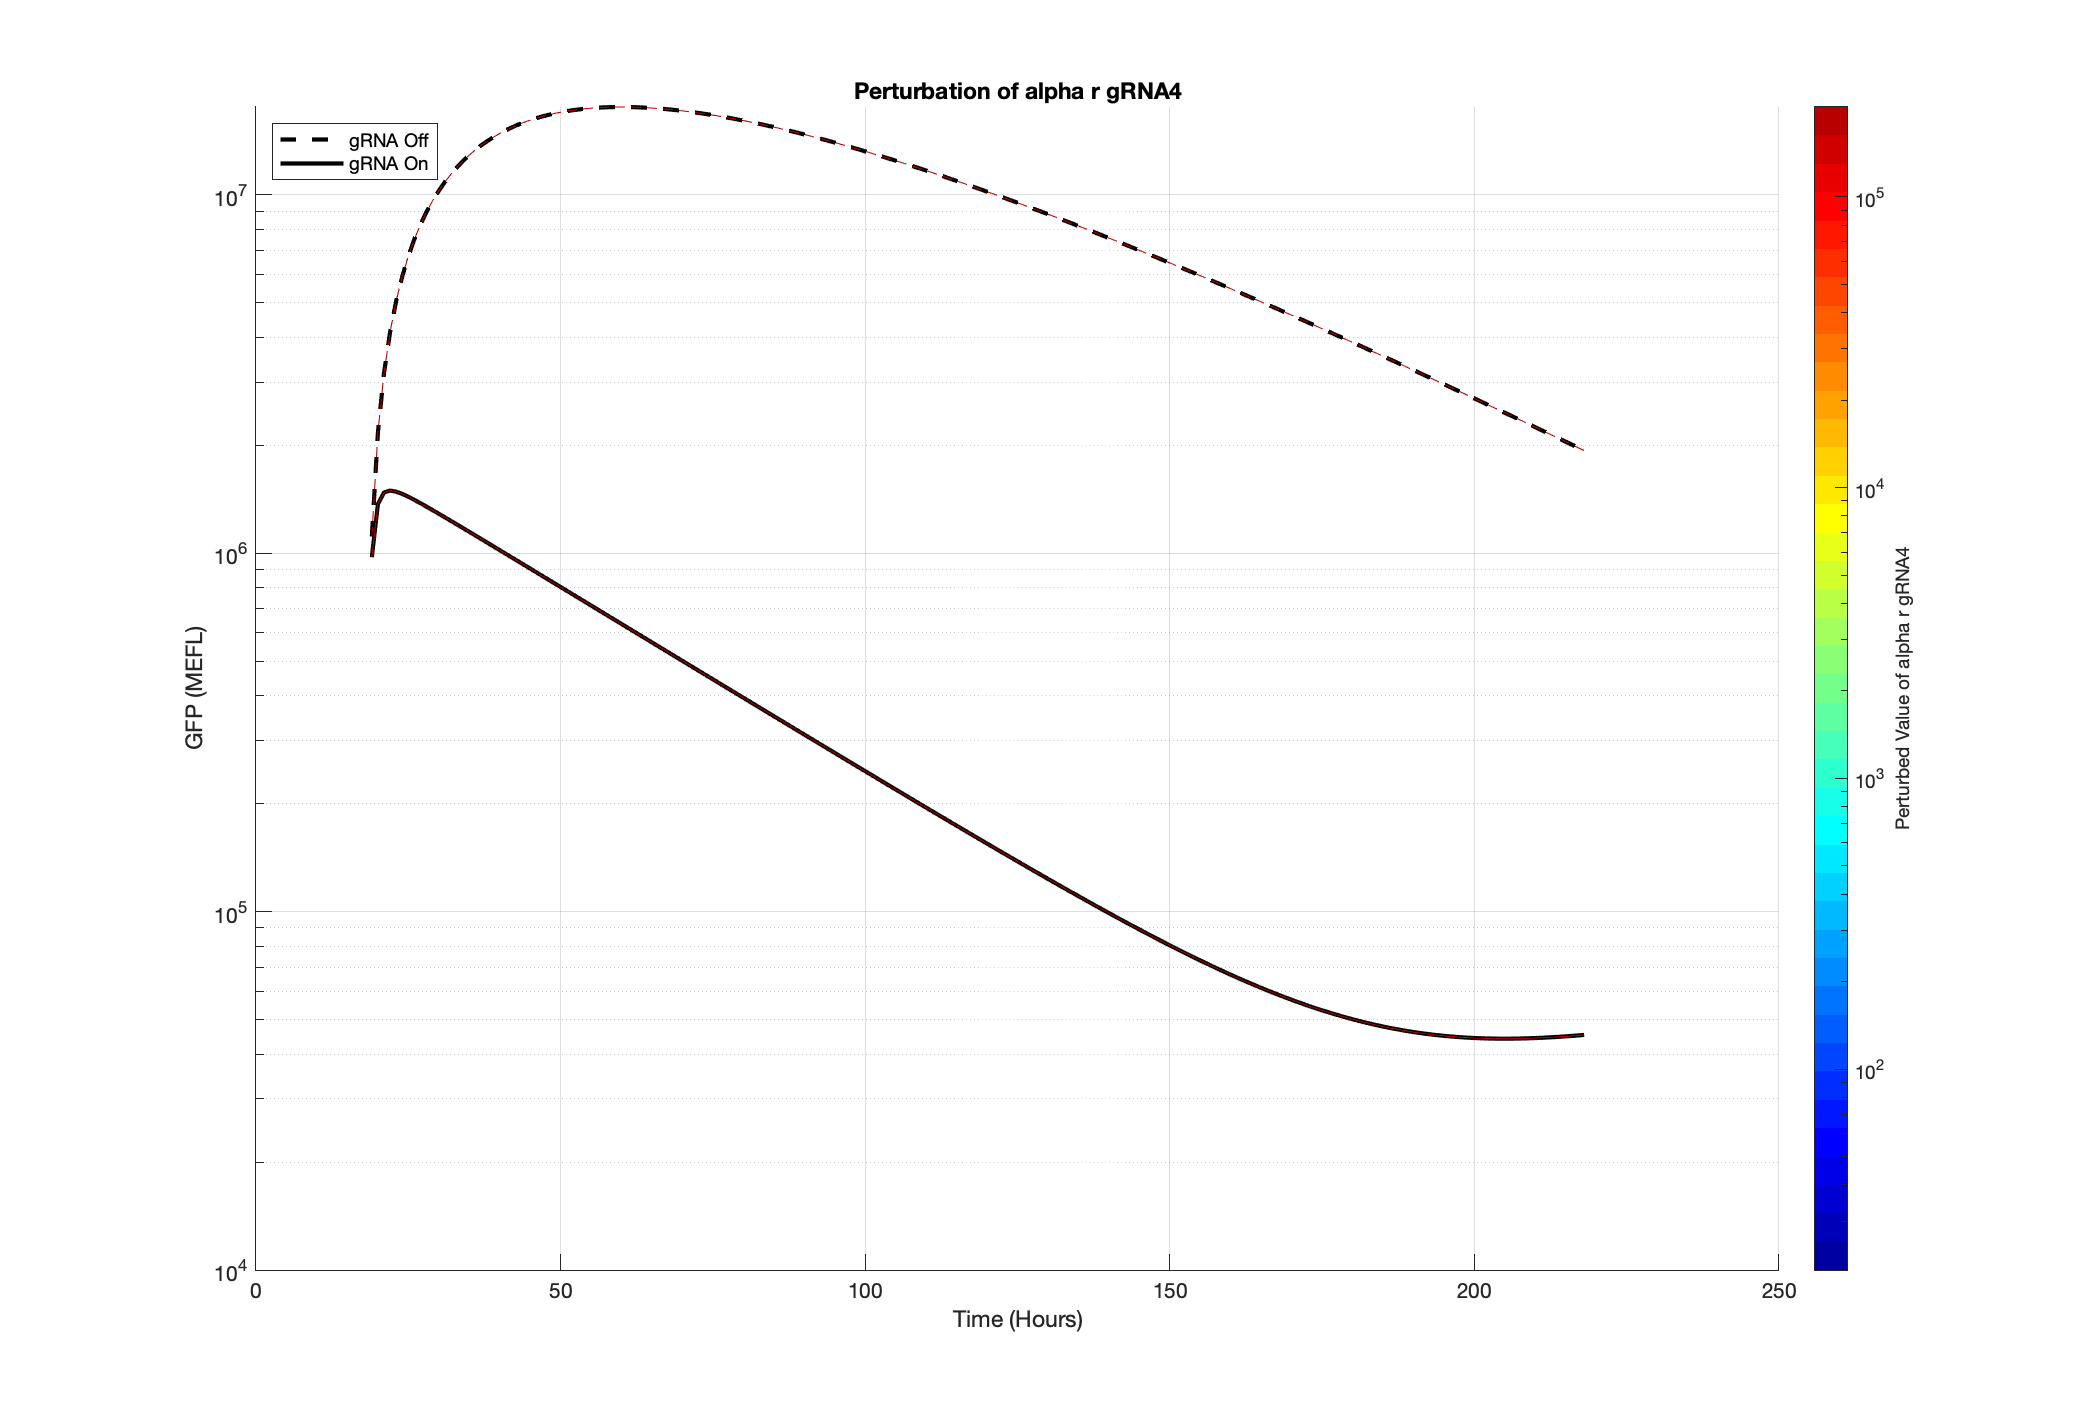 Perturbation of alpha r gRNA4
gRNA Off
gRNA On
10^7
10^6
10^5
10^4
GFP (MEFL)
0 50 100 150 200 250
Time (Hours)
10^5
10^4
10^3
10^2
Perturbed Value of alpha r gRNA4